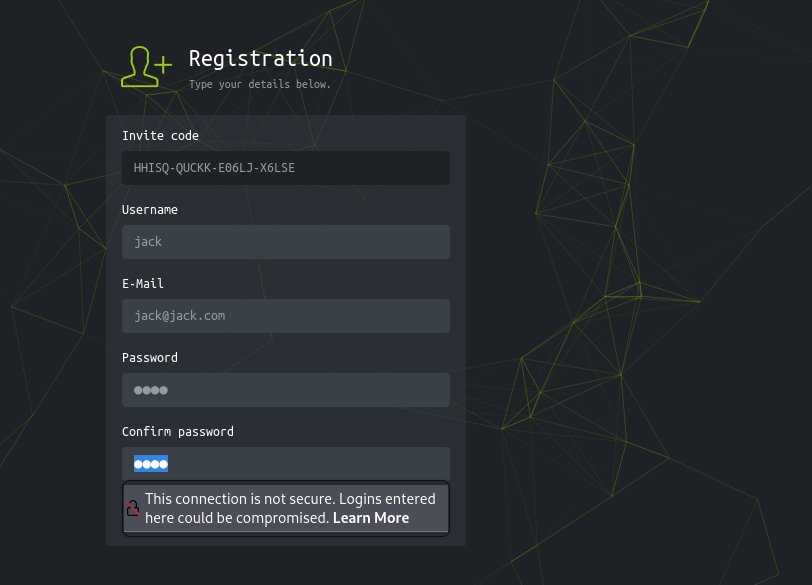 Registration
Type your details below.
Invite code
HHISQ-QUCKK-E06LJ-X6LSE
Username
jack
E-Mail
jack@jack.com
Password
●●●●
Confirm password
●●●●
This connection is not secure. Logins entered
here could be compromised. Learn More